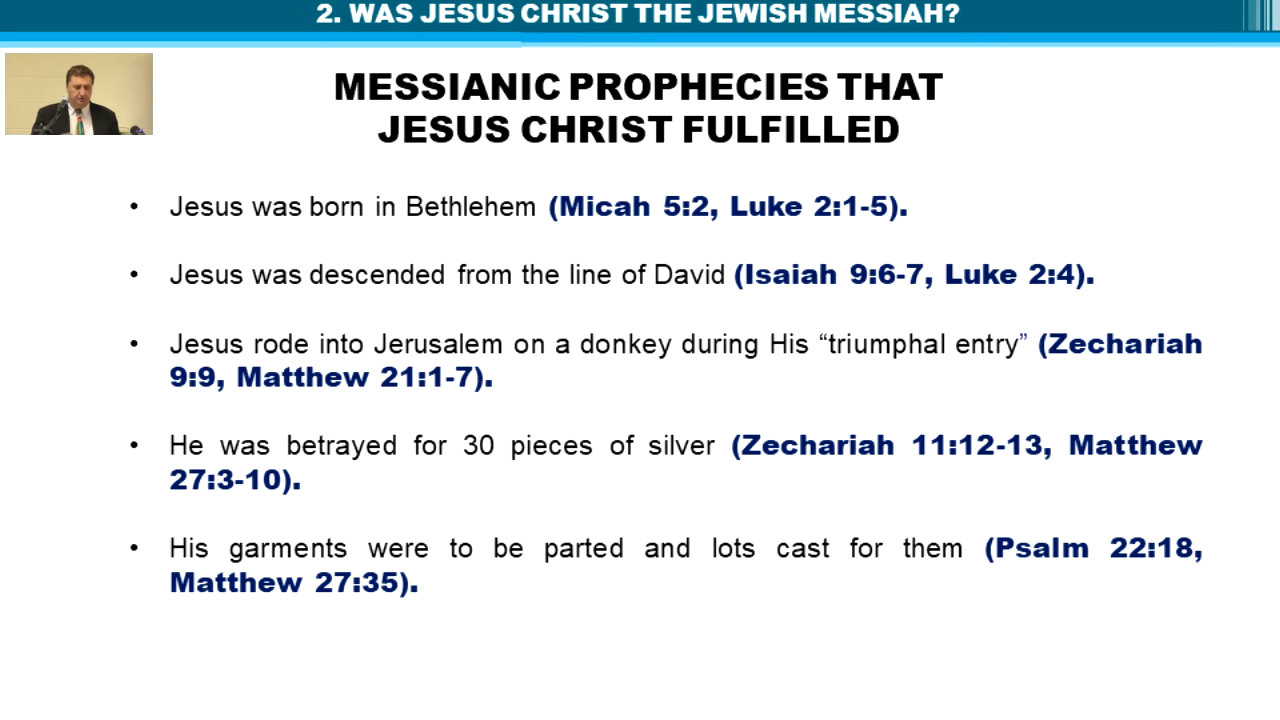 2. WAS JESUS CHRIST THE JEWISH MESSIAH?
MESSIANIC PROPHECIES THAT
JESUS CHRIST FULFILLED
• Jesus was born in Bethlehem (Micah 5:2, Luke 2:1-5).
• Jesus was descended from the line of David (Isaiah 9:6-7, Luke 2:4).
• Jesus rode into Jerusalem on a donkey during His “triumphal entry” (Zechariah
9:9, Matthew 21:1-7).
• He was betrayed for 30 pieces of silver (Zechariah 11:12-13, Matthew
27:3-10).
• His garments were to be parted and lots cast for them (Psalm 22:18,
Matthew 27:35).